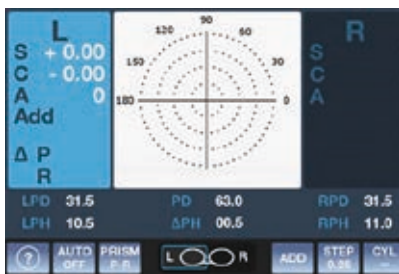 L
S + 0.00
C - 0.00
A 0
Add
Δ P
R
120 90 60
150 30
180 0
R
S
C
A
LPD 31.5 PD 63.0 RPD 31.5
LPH 10.5 ΔPH 00.5 RPH 11.0
? AUTO OFF PRISM P-R L R ADD STEP 0.25 CYL −